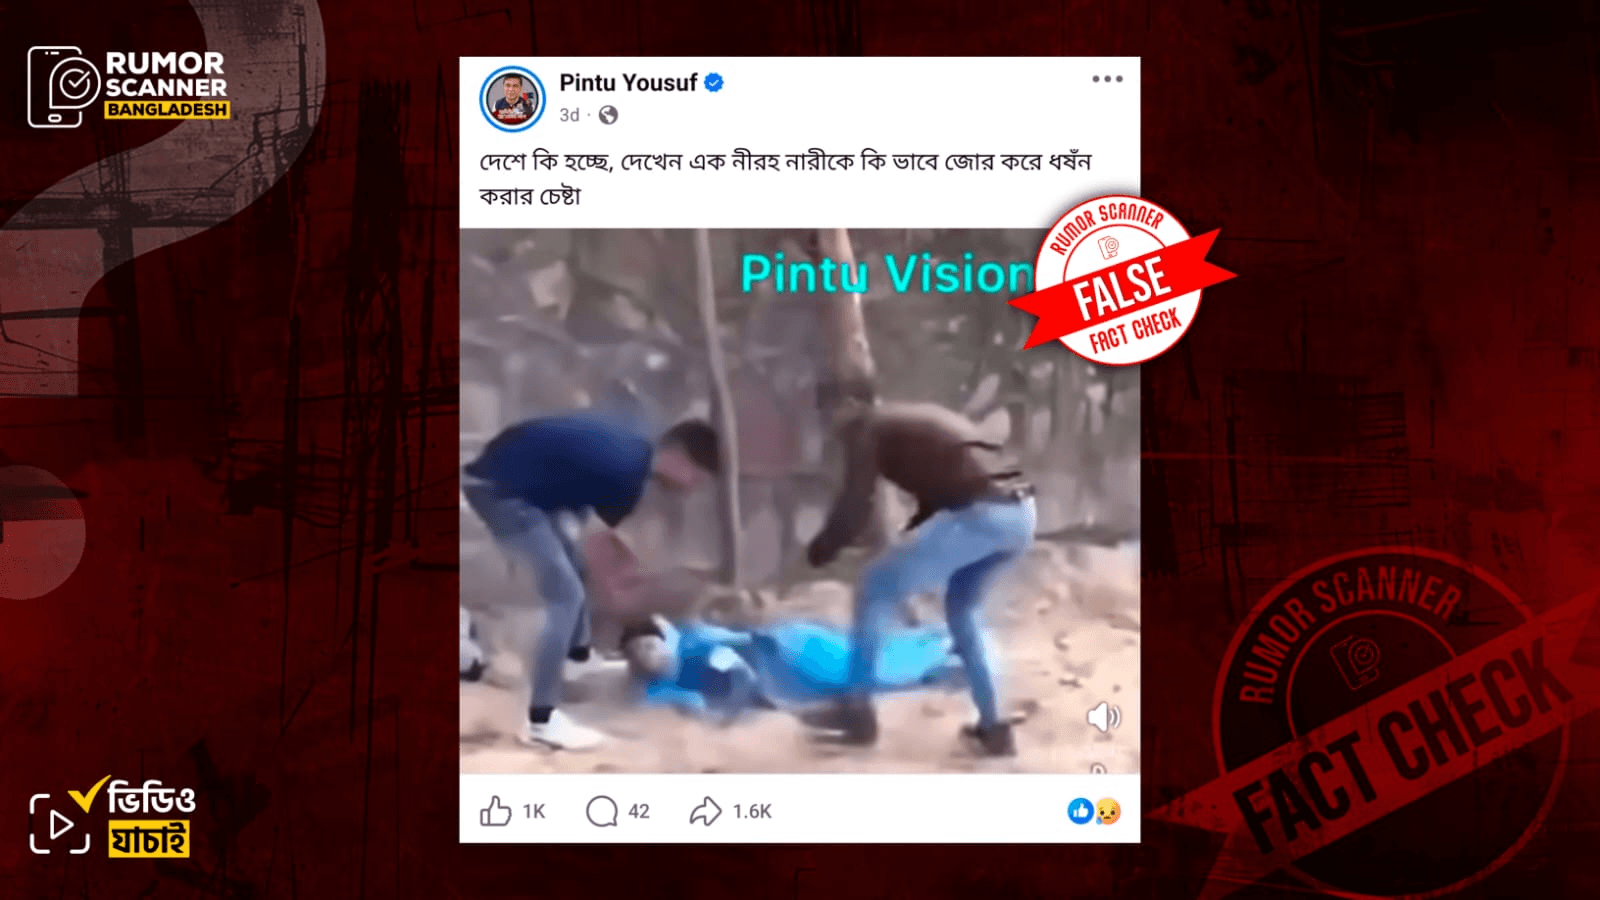 RUMOR
SCANNER
BANGLADESH
Pintu Yousuf
3d ·
দেশে কি হচ্ছে, দেখেন এক নীরহ নারীকে কি ভাবে জোর করে ধর্ষঁন
করার চেষ্টা
Pintu Vision
RUMOR SCANNER
FALSE
FACT CHECK
1K
42
1.6K
RUMOR SCANNER
FACT CHECK
ভিডিও
যাচাই